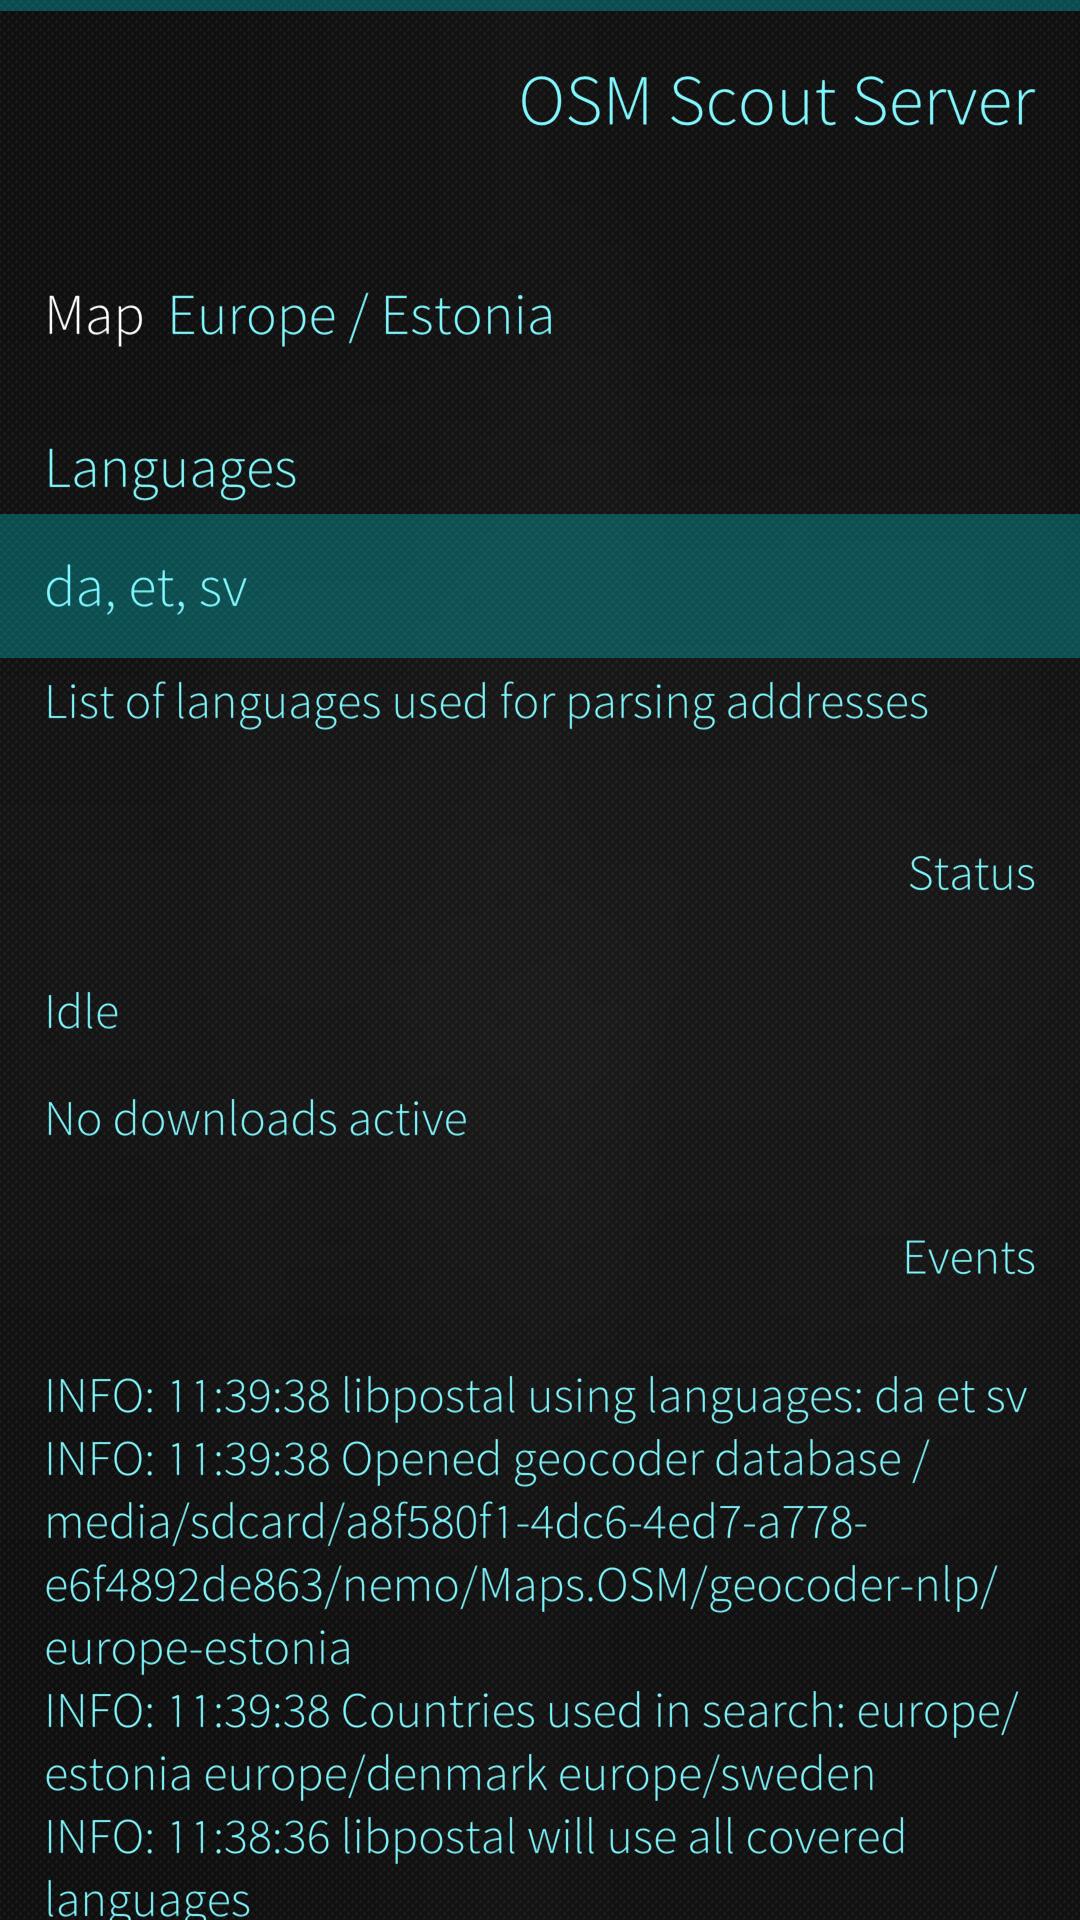 OSM Scout Server
Map Europe / Estonia
Languages
da, et, sv
List of languages used for parsing addresses
Status
Idle
No downloads active
Events
INFO: 11:39:38 libpostal using languages: da et sv
INFO: 11:39:38 Opened geocoder database /
media/sdcard/a8f580f1-4dc6-4ed7-a778-
e6f4892de863/nemo/Maps.OSM/geocoder-nlp/
europe-estonia
INFO: 11:39:38 Countries used in search: europe/
estonia europe/denmark europe/sweden
INFO: 11:38:36 libpostal will use all covered
languages